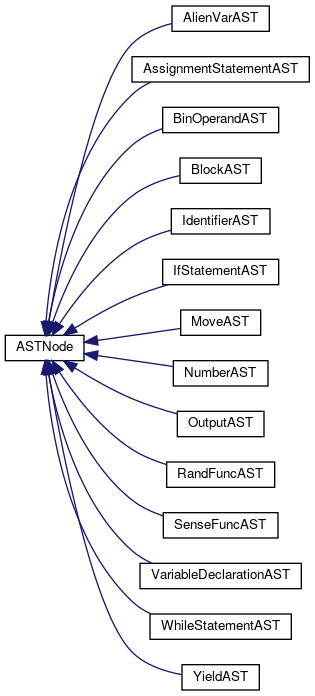 AlienVarAST
AssignmentStatementAST
BinOperandAST
BlockAST
IdentifierAST
IfStatementAST
MoveAST
ASTNode
NumberAST
OutputAST
RandFuncAST
SenseFuncAST
VariableDeclarationAST
WhileStatementAST
YieldAST